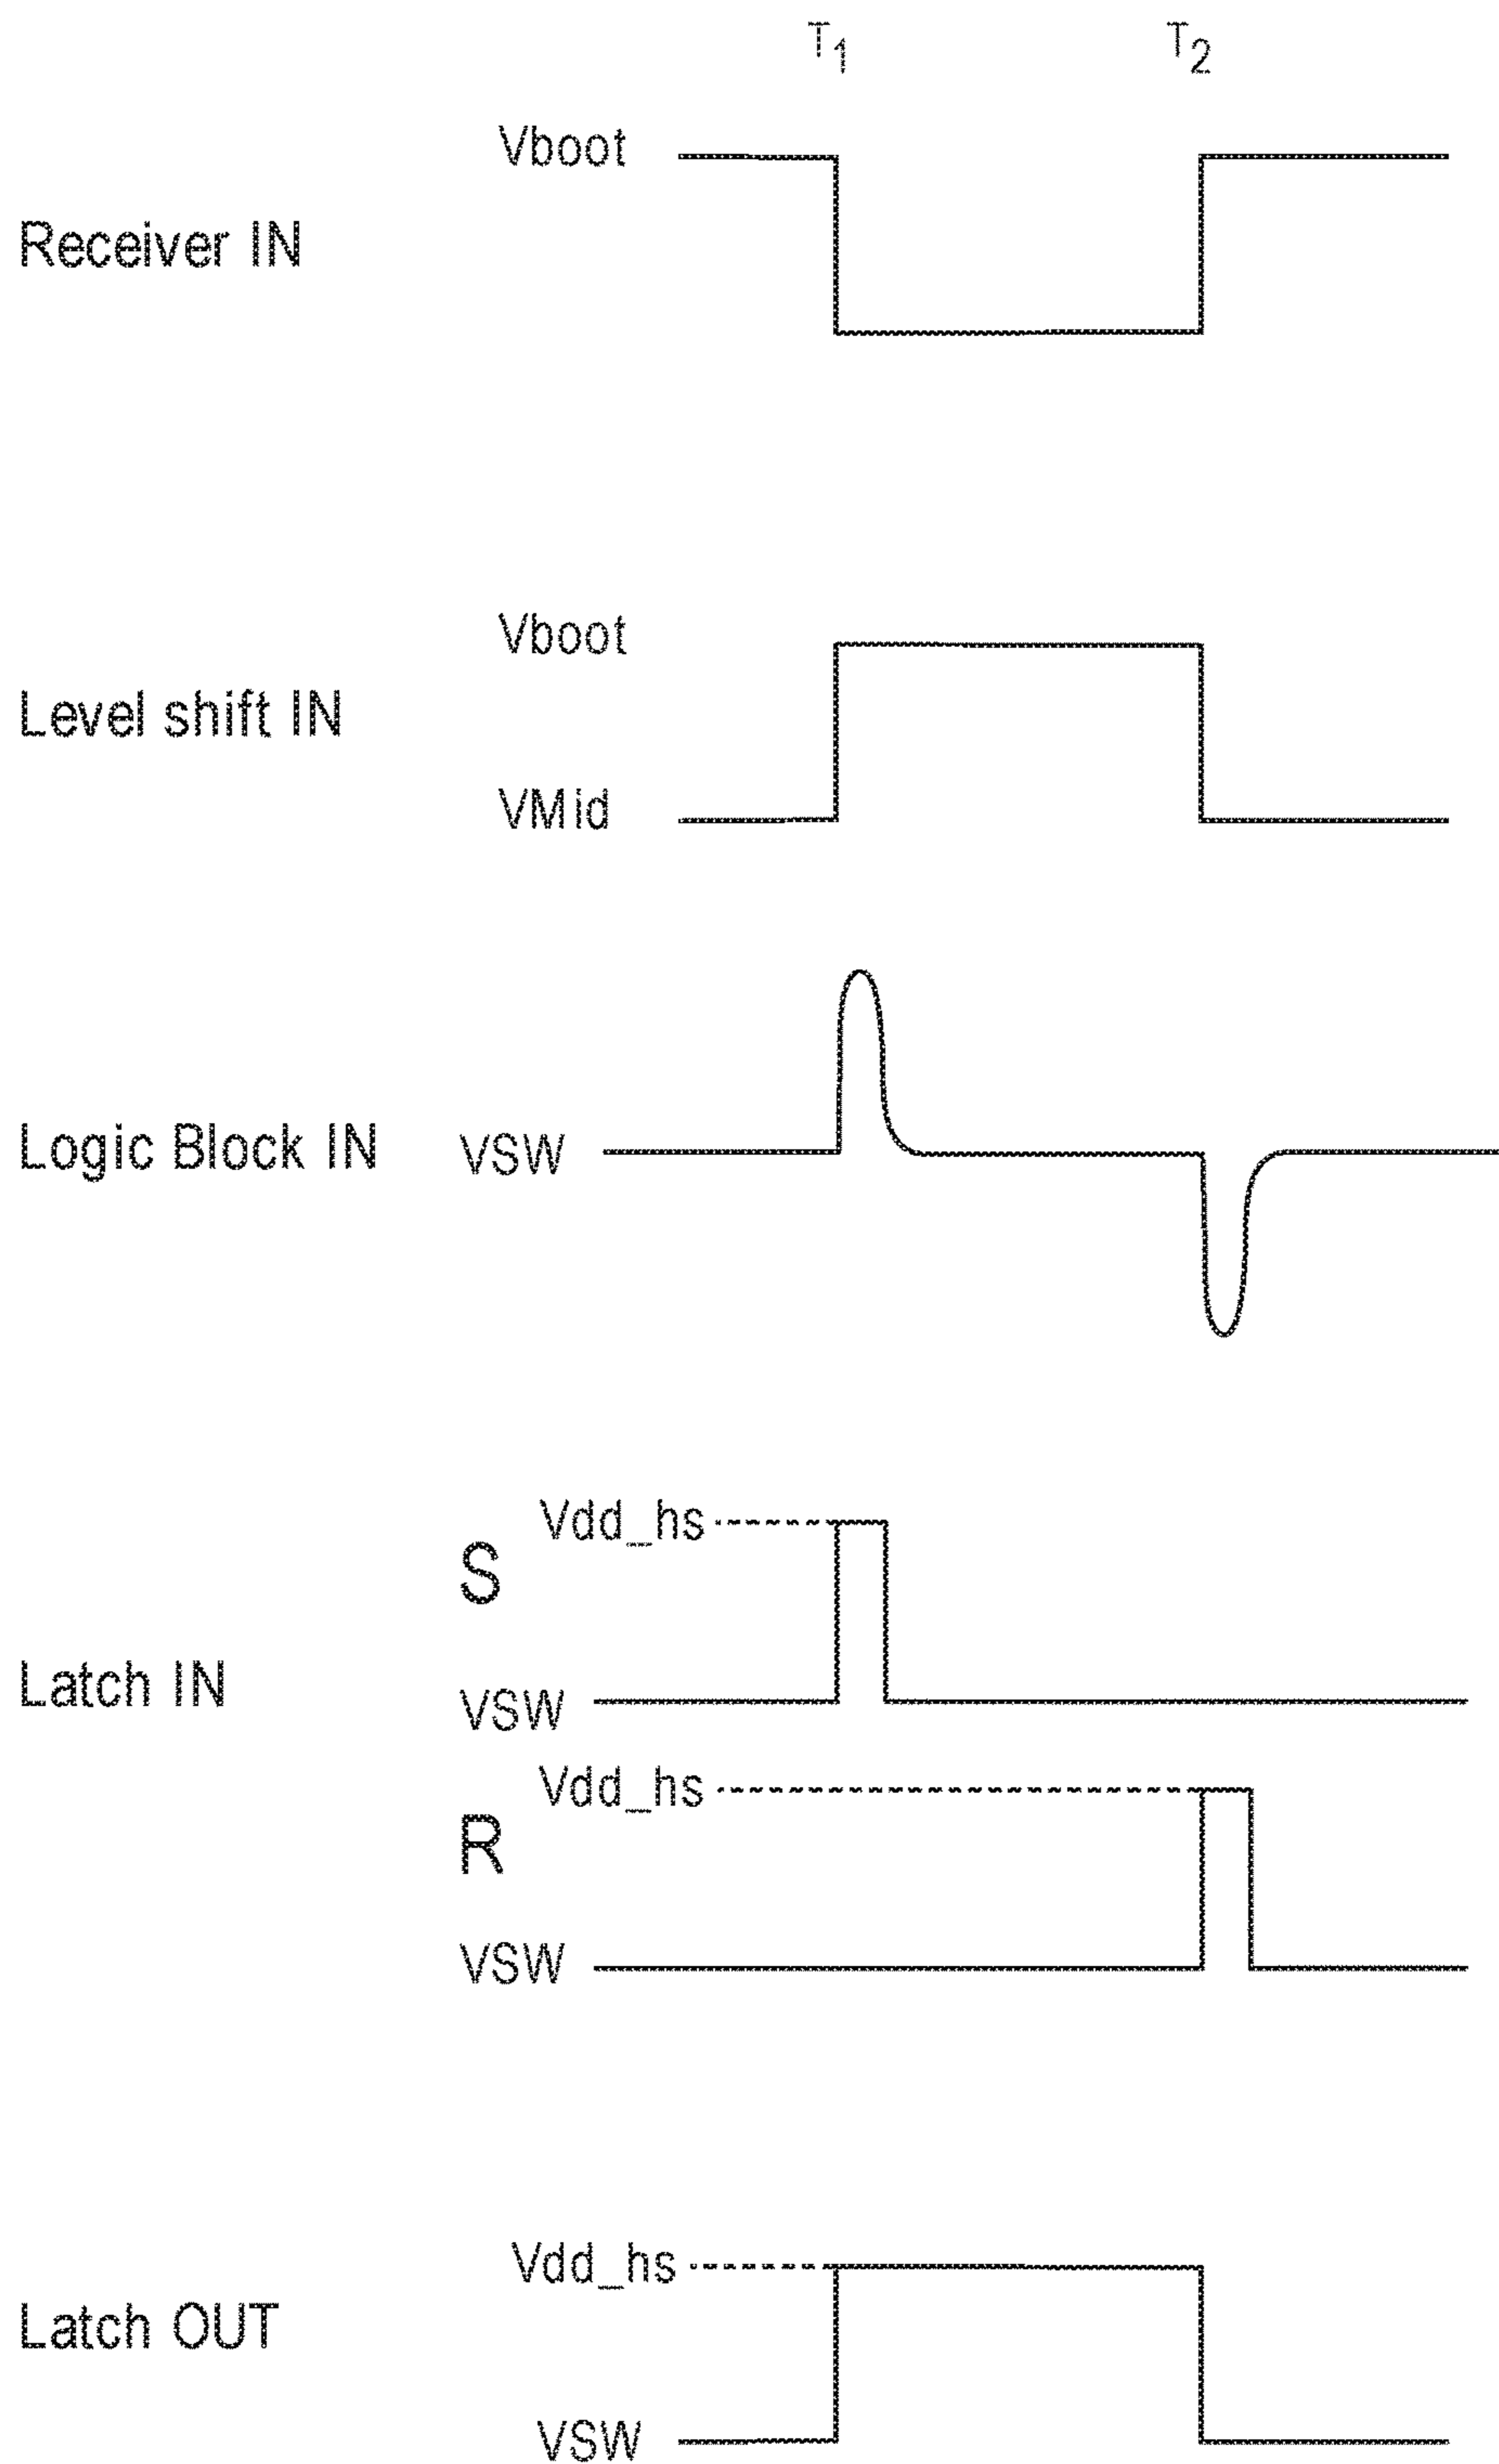 T1
T2
Vboot
Receiver IN
Vboot
Level shift IN
VMid
Logic Block IN
VSW
Vdd_hs
S
Latch IN
VSW
Vdd_hs
R
VSW
Vdd_hs
Latch OUT
VSW